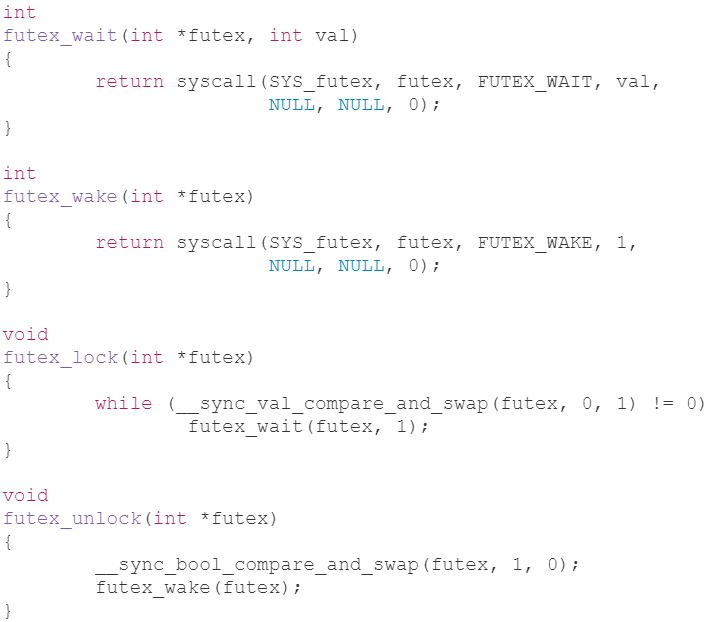 int
futex_wait(int *futex, int val)
{
        return syscall(SYS_futex, futex, FUTEX_WAIT, val,
                       NULL, NULL, 0);
}

int
futex_wake(int *futex)
{
        return syscall(SYS_futex, futex, FUTEX_WAKE, 1,
                       NULL, NULL, 0);
}

void
futex_lock(int *futex)
{
        while (__sync_val_compare_and_swap(futex, 0, 1) != 0)
                futex_wait(futex, 1);
}

void
futex_unlock(int *futex)
{
        __sync_bool_compare_and_swap(futex, 1, 0);
        futex_wake(futex);
}